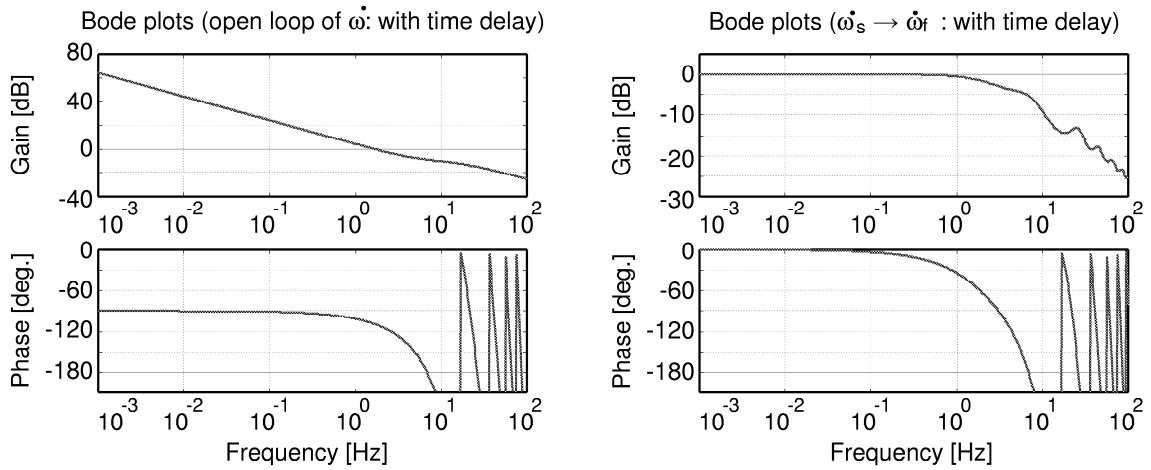 Bode plots (open loop of ω̇: with time delay)
80
40
0
-40
Gain [dB]
10⁻³ 10⁻² 10⁻¹ 10⁰ 10¹ 10²
0
-60
-120
-180
Phase [deg.]
10⁻³ 10⁻² 10⁻¹ 10⁰ 10¹ 10²
Frequency [Hz]
Bode plots (ω̇s → ω̇f : with time delay)
0
-10
-20
-30
Gain [dB]
10⁻³ 10⁻² 10⁻¹ 10⁰ 10¹ 10²
0
-60
-120
-180
Phase [deg.]
10⁻³ 10⁻² 10⁻¹ 10⁰ 10¹ 10²
Frequency [Hz]